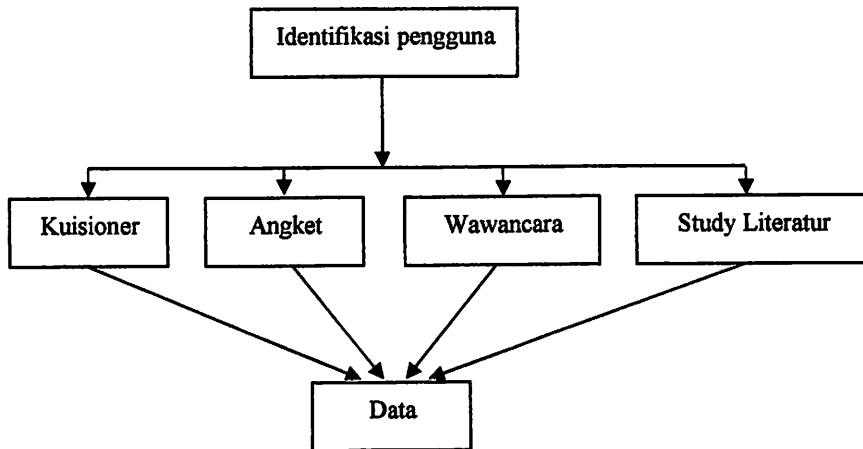 Identifikasi pengguna
Kuisioner
Angket
Wawancara
Study Literatur
Data